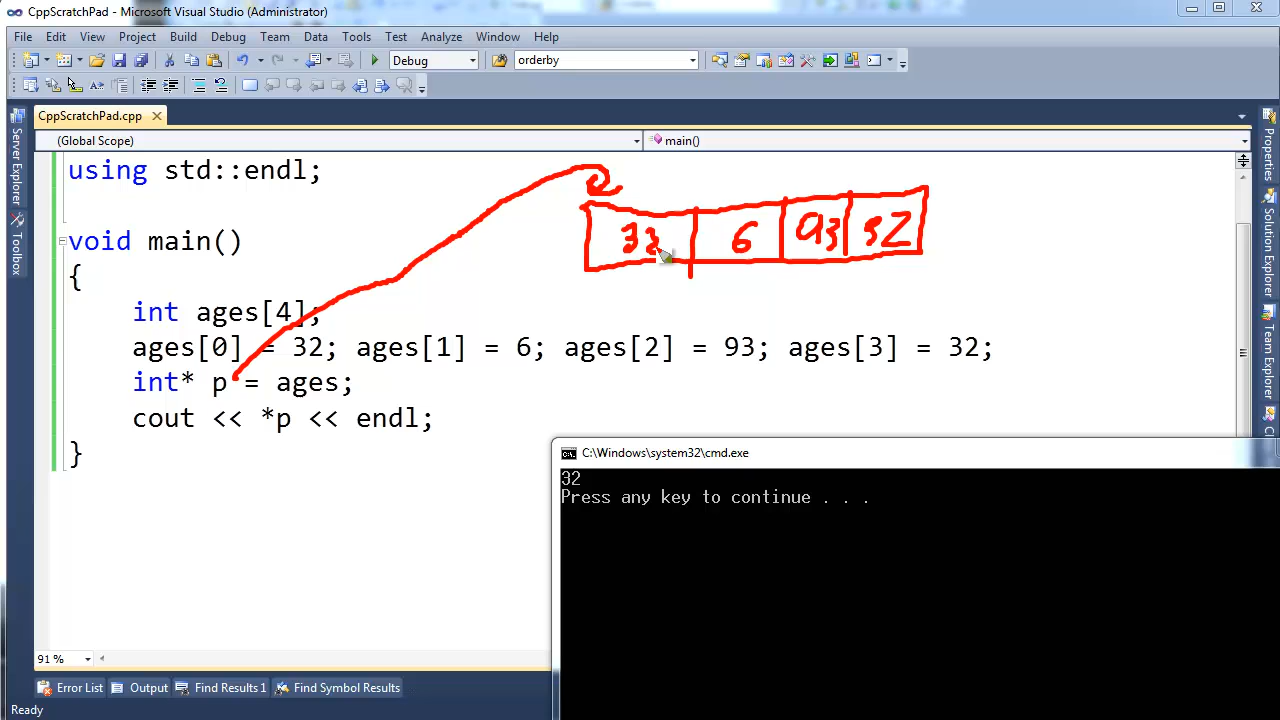 CppScratchPad - Microsoft Visual Studio (Administrator)
File Edit View Project Build Debug Team Data Tools Test Analyze Window Help
Debug orderby
CppScratchPad.cpp
(Global Scope) main()
using std::endl;
void main()
{
int ages[4];
ages[0] = 32; ages[1] = 6; ages[2] = 93; ages[3] = 32;
int* p = ages;
cout << *p << endl;
}
33 6 93 32
Server Explorer
Toolbox
Properties
Solution Explorer
Team Explorer
C:\Windows\system32\cmd.exe
32
Press any key to continue . . .
91 %
Error List Output Find Results 1 Find Symbol Results
Ready